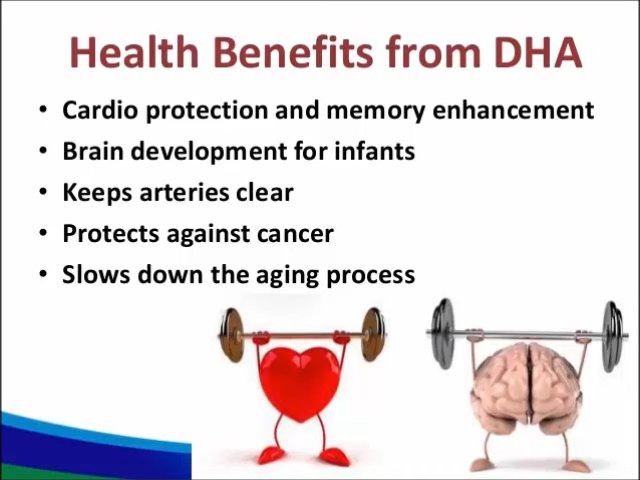 Health Benefits from DHA
• Cardio protection and memory enhancement
• Brain development for infants
• Keeps arteries clear
• Protects against cancer
• Slows down the aging process